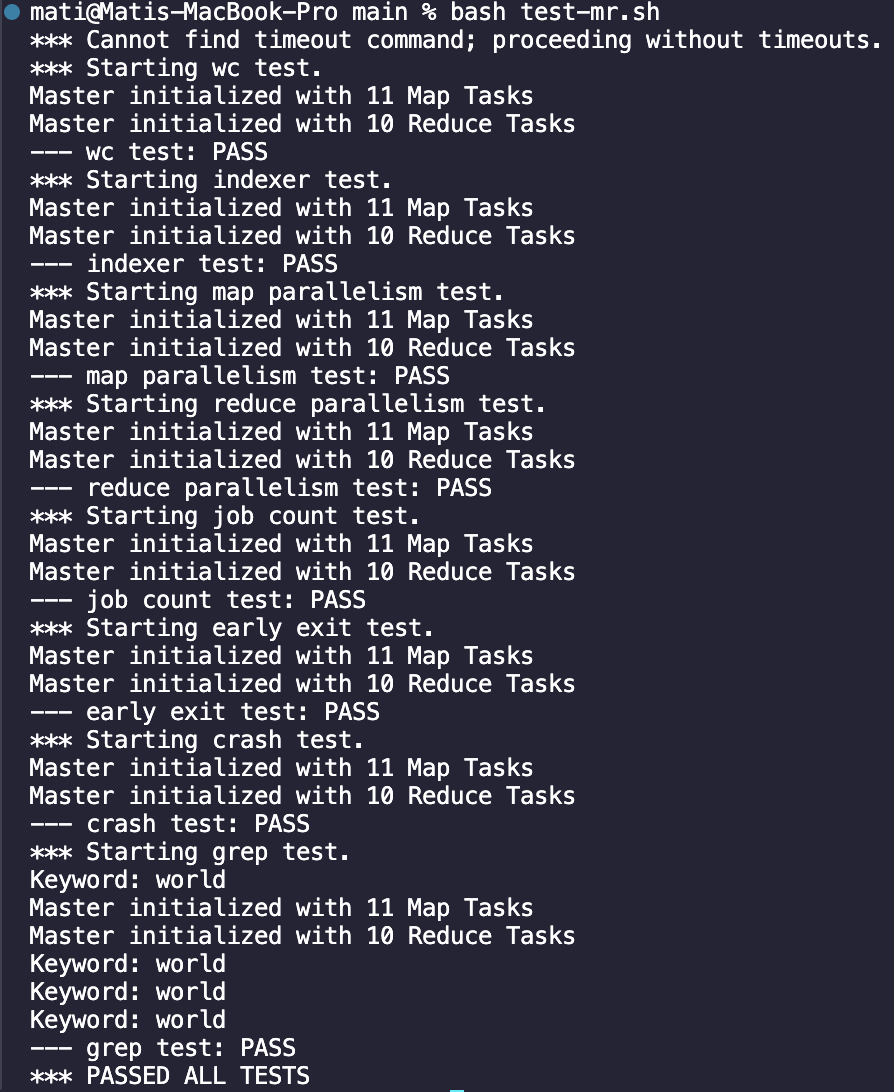 mati@Matis-MacBook-Pro main % bash test-mr.sh
*** Cannot find timeout command; proceeding without timeouts.
*** Starting wc test.
Master initialized with 11 Map Tasks
Master initialized with 10 Reduce Tasks
--- wc test: PASS
*** Starting indexer test.
Master initialized with 11 Map Tasks
Master initialized with 10 Reduce Tasks
--- indexer test: PASS
*** Starting map parallelism test.
Master initialized with 11 Map Tasks
Master initialized with 10 Reduce Tasks
--- map parallelism test: PASS
*** Starting reduce parallelism test.
Master initialized with 11 Map Tasks
Master initialized with 10 Reduce Tasks
--- reduce parallelism test: PASS
*** Starting job count test.
Master initialized with 11 Map Tasks
Master initialized with 10 Reduce Tasks
--- job count test: PASS
*** Starting early exit test.
Master initialized with 11 Map Tasks
Master initialized with 10 Reduce Tasks
--- early exit test: PASS
*** Starting crash test.
Master initialized with 11 Map Tasks
Master initialized with 10 Reduce Tasks
--- crash test: PASS
*** Starting grep test.
Keyword: world
Master initialized with 11 Map Tasks
Master initialized with 10 Reduce Tasks
Keyword: world
Keyword: world
Keyword: world
--- grep test: PASS
*** PASSED ALL TESTS